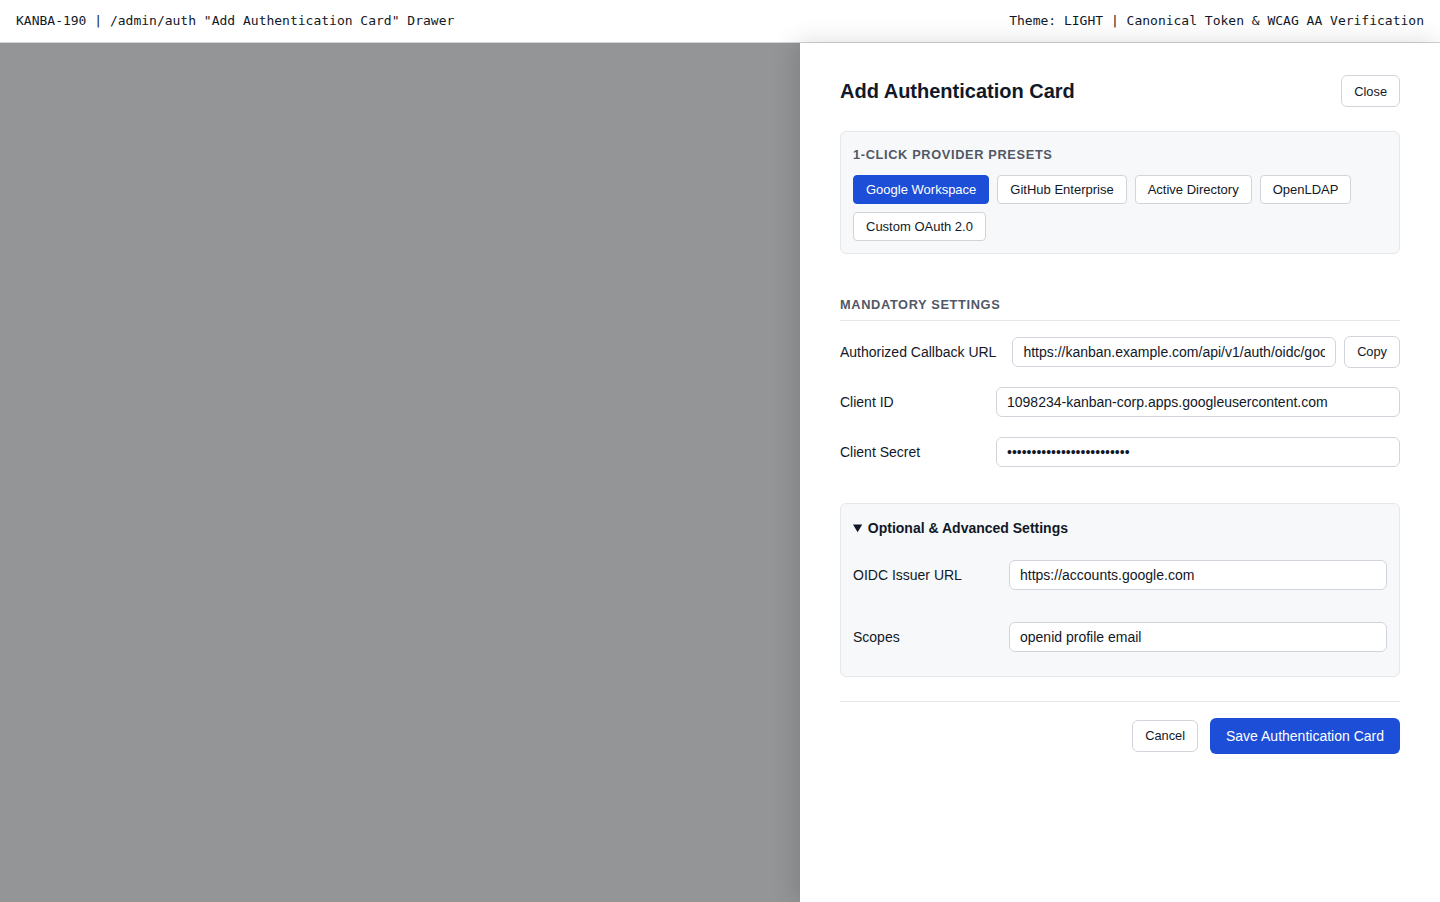 KANBA-190 | /admin/auth "Add Authentication Card" Drawer
Theme: LIGHT | Canonical Token & WCAG AA Verification
Add Authentication Card
Close
1-CLICK PROVIDER PRESETS
Google Workspace
GitHub Enterprise
Active Directory
OpenLDAP
Custom OAuth 2.0
MANDATORY SETTINGS
Authorized Callback URL
https://kanban.example.com/api/v1/auth/oidc/goo
Copy
Client ID
1098234-kanban-corp.apps.googleusercontent.com
Client Secret
•••••••••••••••••••••••••
▼ Optional & Advanced Settings
OIDC Issuer URL
https://accounts.google.com
Scopes
openid profile email
Cancel
Save Authentication Card